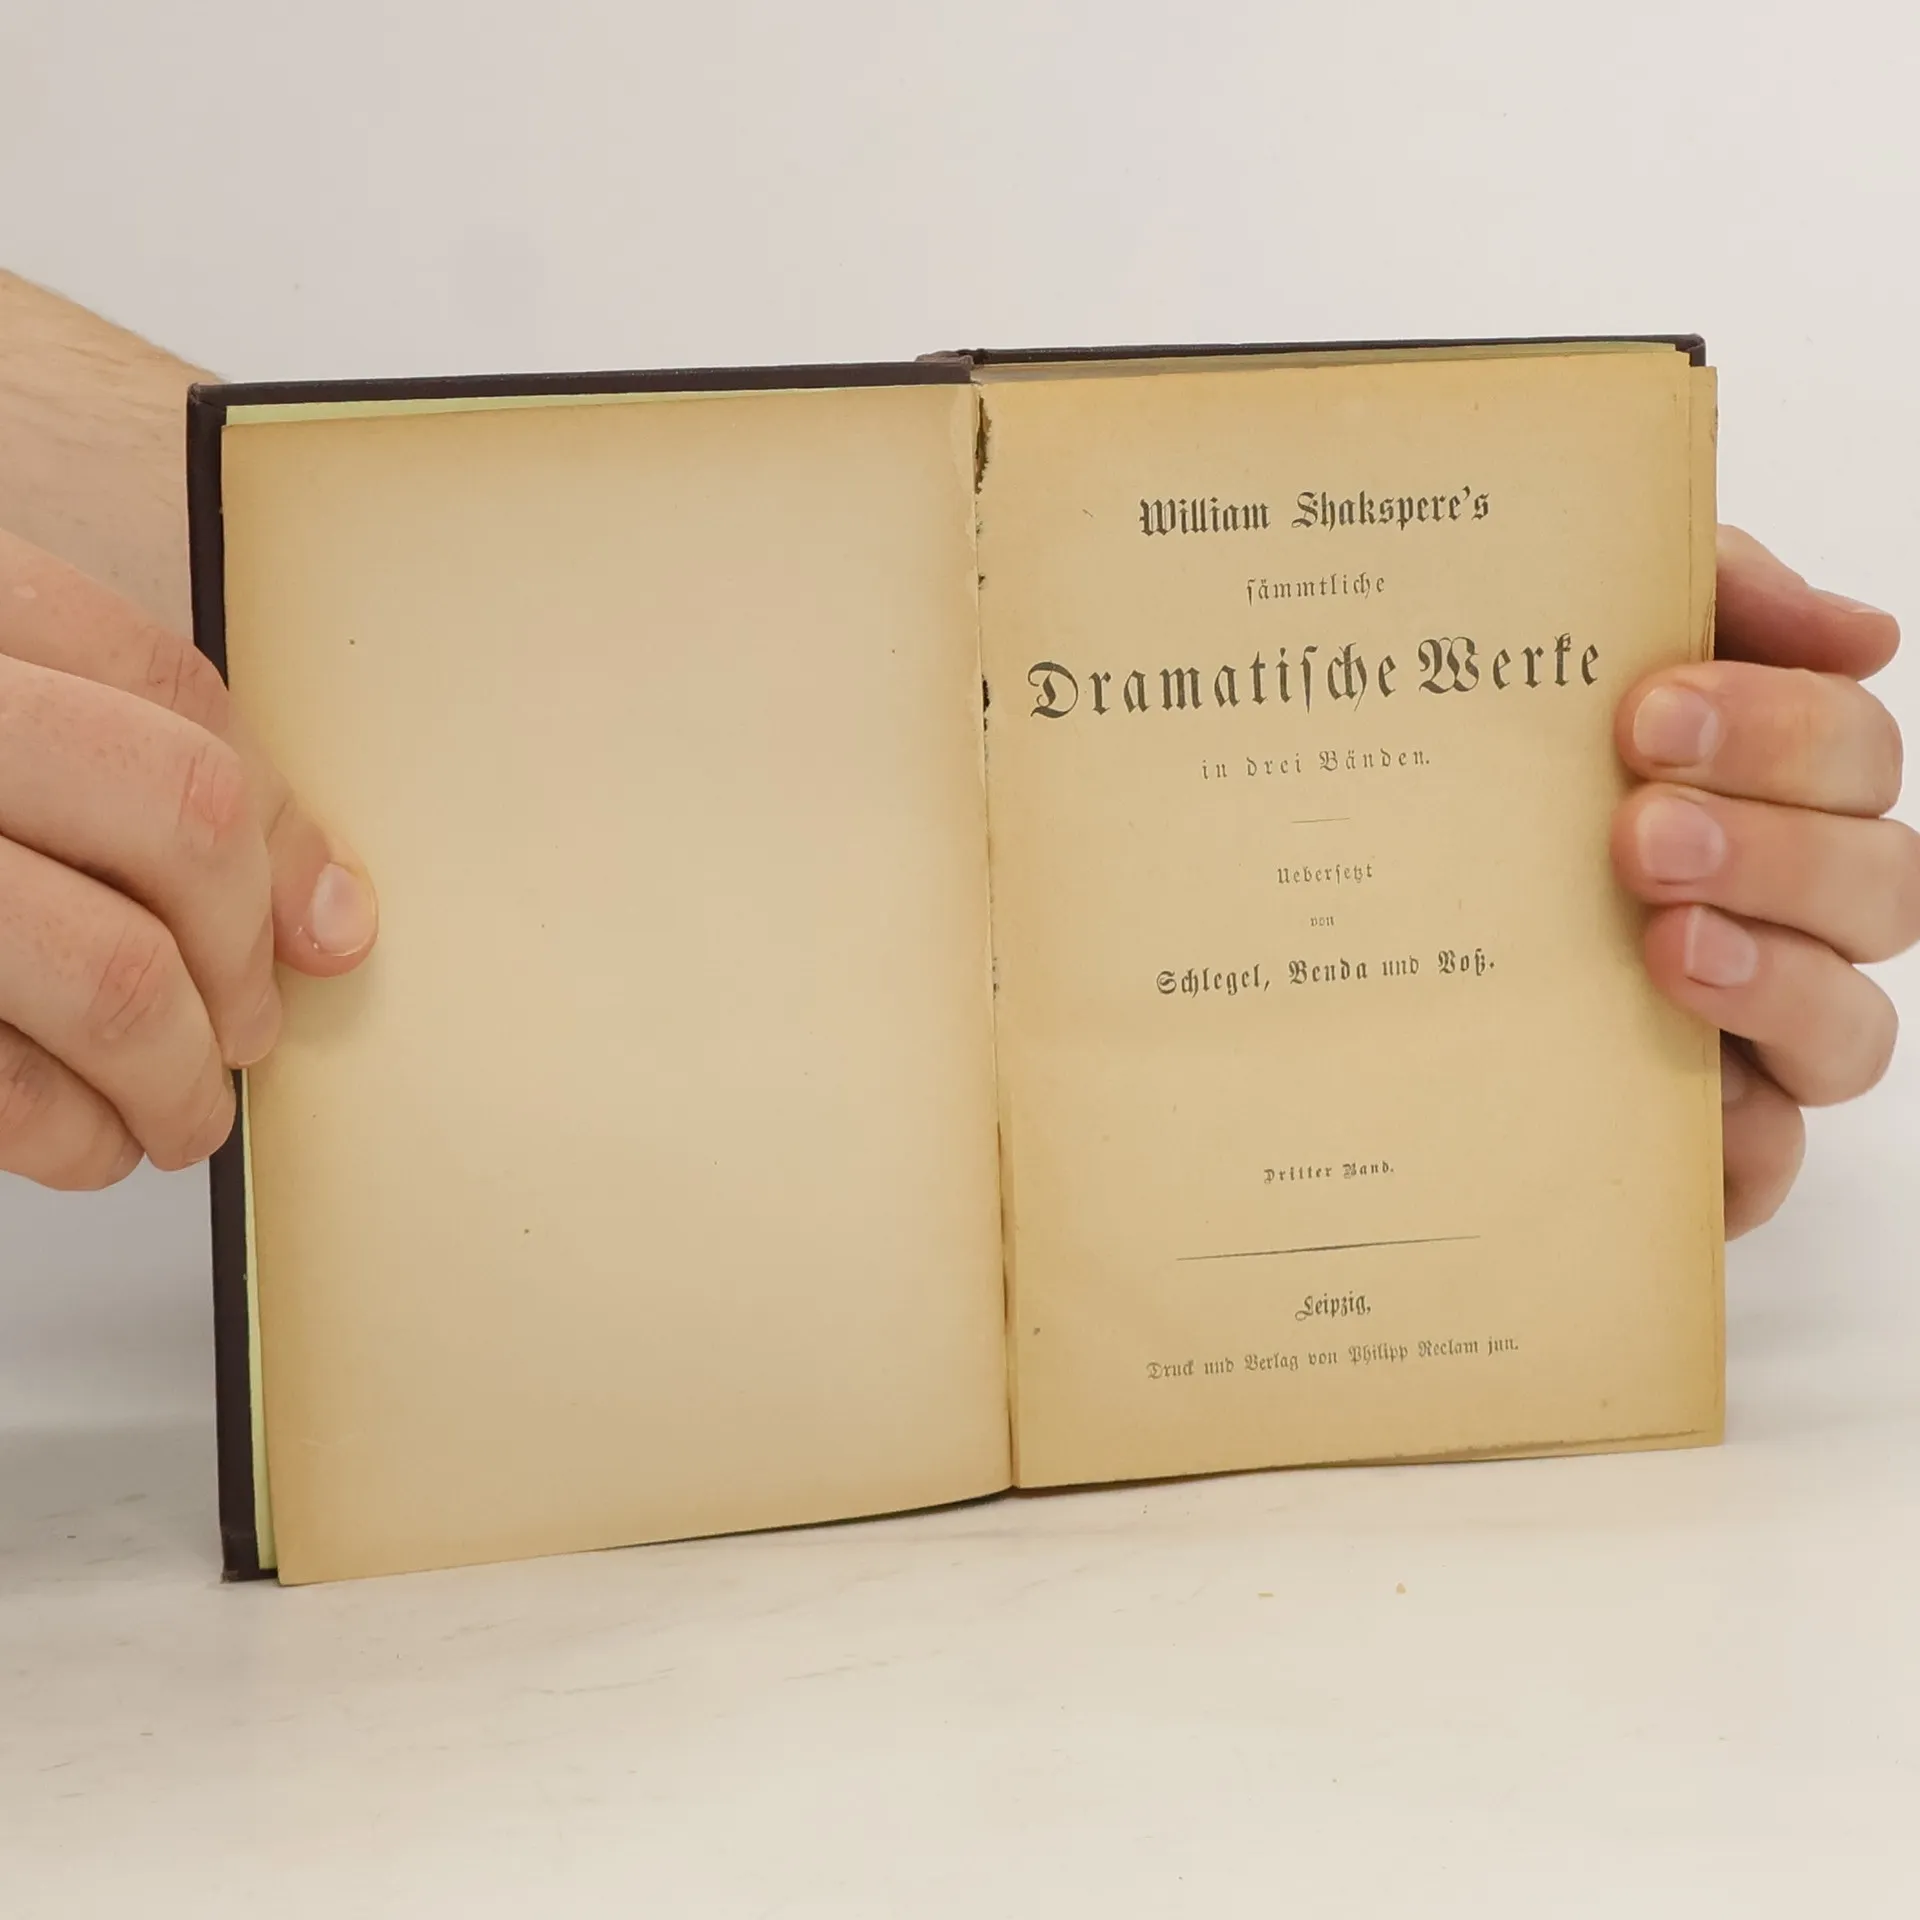 William Shakspere's
sämmtliche
Dramatische Werke
in drei Bänden.
Uebersetzt
von
Schlegel, Benda und Voß.
Dritter Band.
Leipzig,
Druck und Verlag von Philipp Reclam jun.